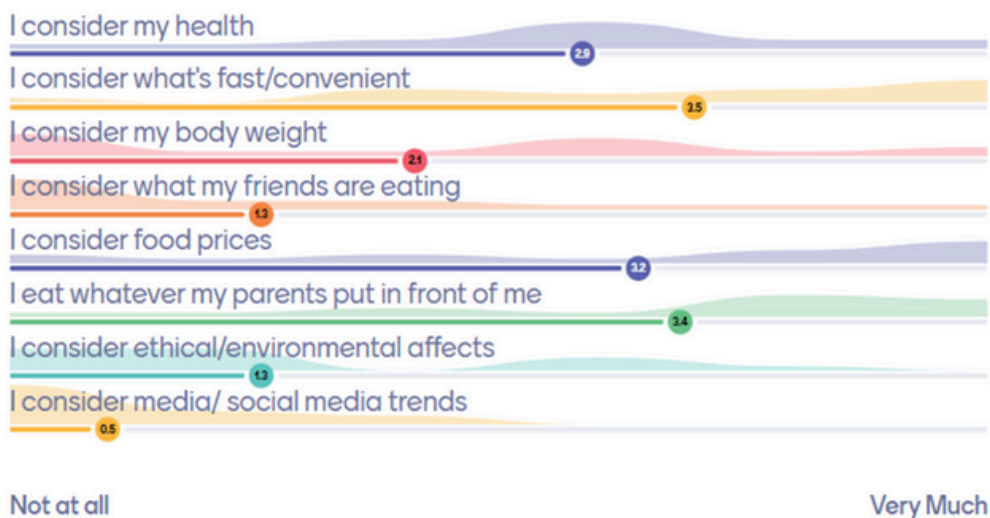 I consider my health
2.9
I consider what's fast/convenient
3.5
I consider my body weight
2.1
I consider what my friends are eating
1.3
I consider food prices
3.2
I eat whatever my parents put in front of me
3.4
I consider ethical/environmental affects
1.3
I consider media/ social media trends
0.5
Not at all
Very Much